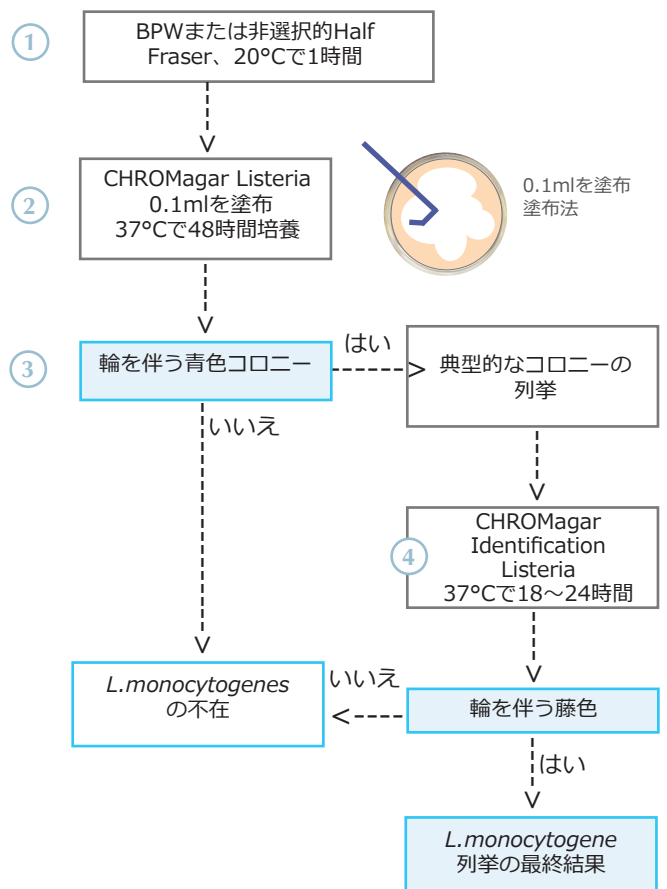 1
BPWまたは非選択的Half
Fraser、20°Cで1時間
2
CHROMagar Listeria
0.1mlを塗布
37°Cで48時間培養
0.1mlを塗布
塗布法
3
輪を伴う青色コロニー
はい
典型的なコロニーの
列挙
いいえ
4
CHROMagar
Identification
Listeria
37°Cで18～24時間
L.monocytogenes
の不在
いいえ
輪を伴う藤色
はい
L.monocytogene
列挙の最終結果